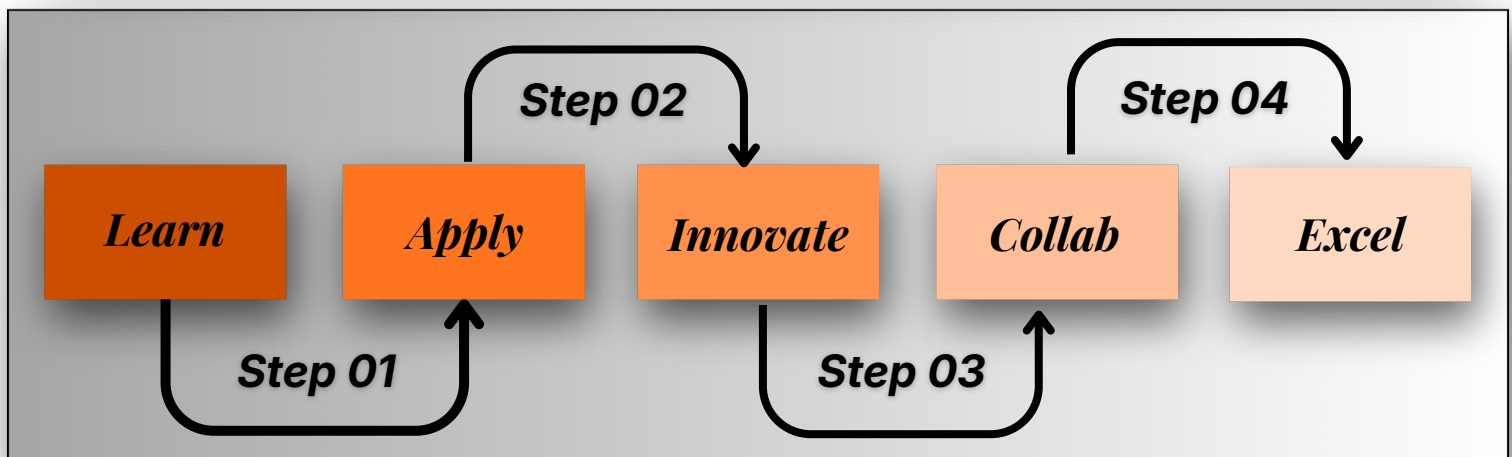 Step 02
Step 04
Learn
Apply
Innovate
Collab
Excel
Step 01
Step 03